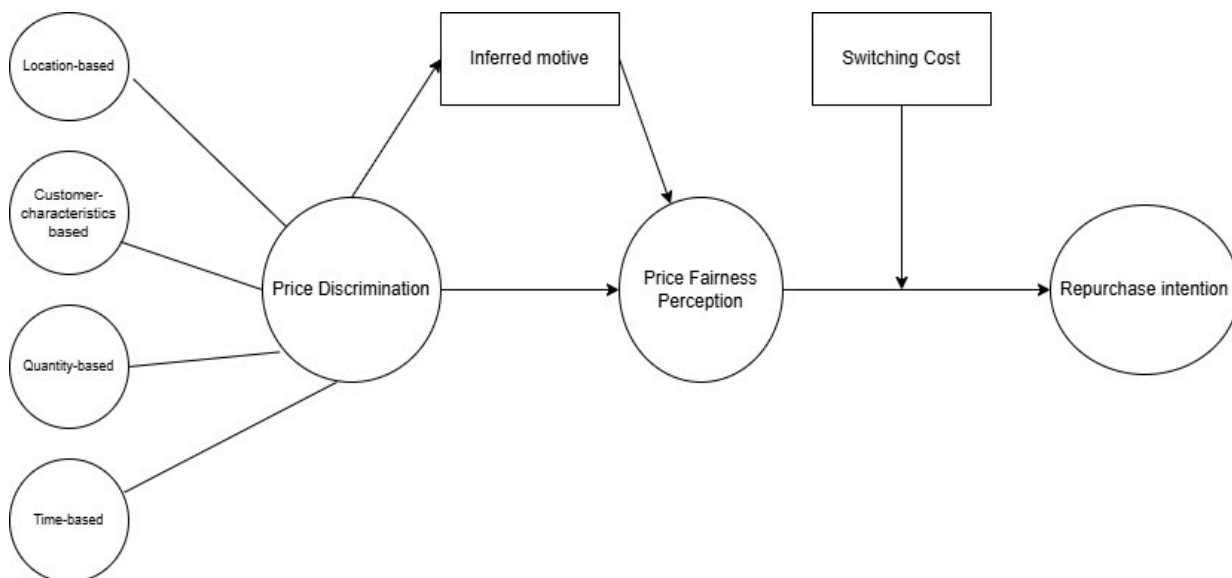 Location-based
Inferred motive
Switching Cost
Customer-
characteristics
based
Price Discrimination
Price Fairness
Perception
Repurchase intention
Quantity-based
Time-based